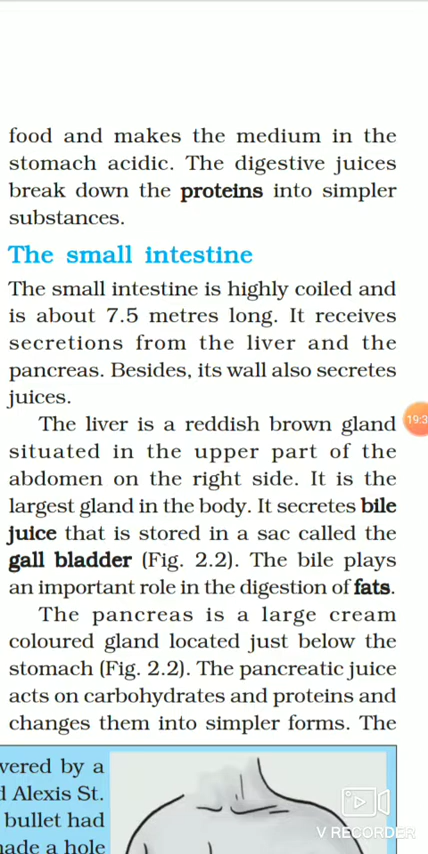 food and makes the medium in the
stomach acidic. The digestive juices
break down the proteins into simpler
substances.
The small intestine
The small intestine is highly coiled and
is about 7.5 metres long. It receives
secretions from the liver and the
pancreas. Besides, its wall also secretes
juices.
The liver is a reddish brown gland
situated in the upper part of the
abdomen on the right side. It is the
largest gland in the body. It secretes bile
juice that is stored in a sac called the
gall bladder (Fig. 2.2). The bile plays
an important role in the digestion of fats.
The pancreas is a large cream
coloured gland located just below the
stomach (Fig. 2.2). The pancreatic juice
acts on carbohydrates and proteins and
changes them into simpler forms. The
vered by a
d Alexis St.
bullet had
made a hole
19:3
V RECORDER